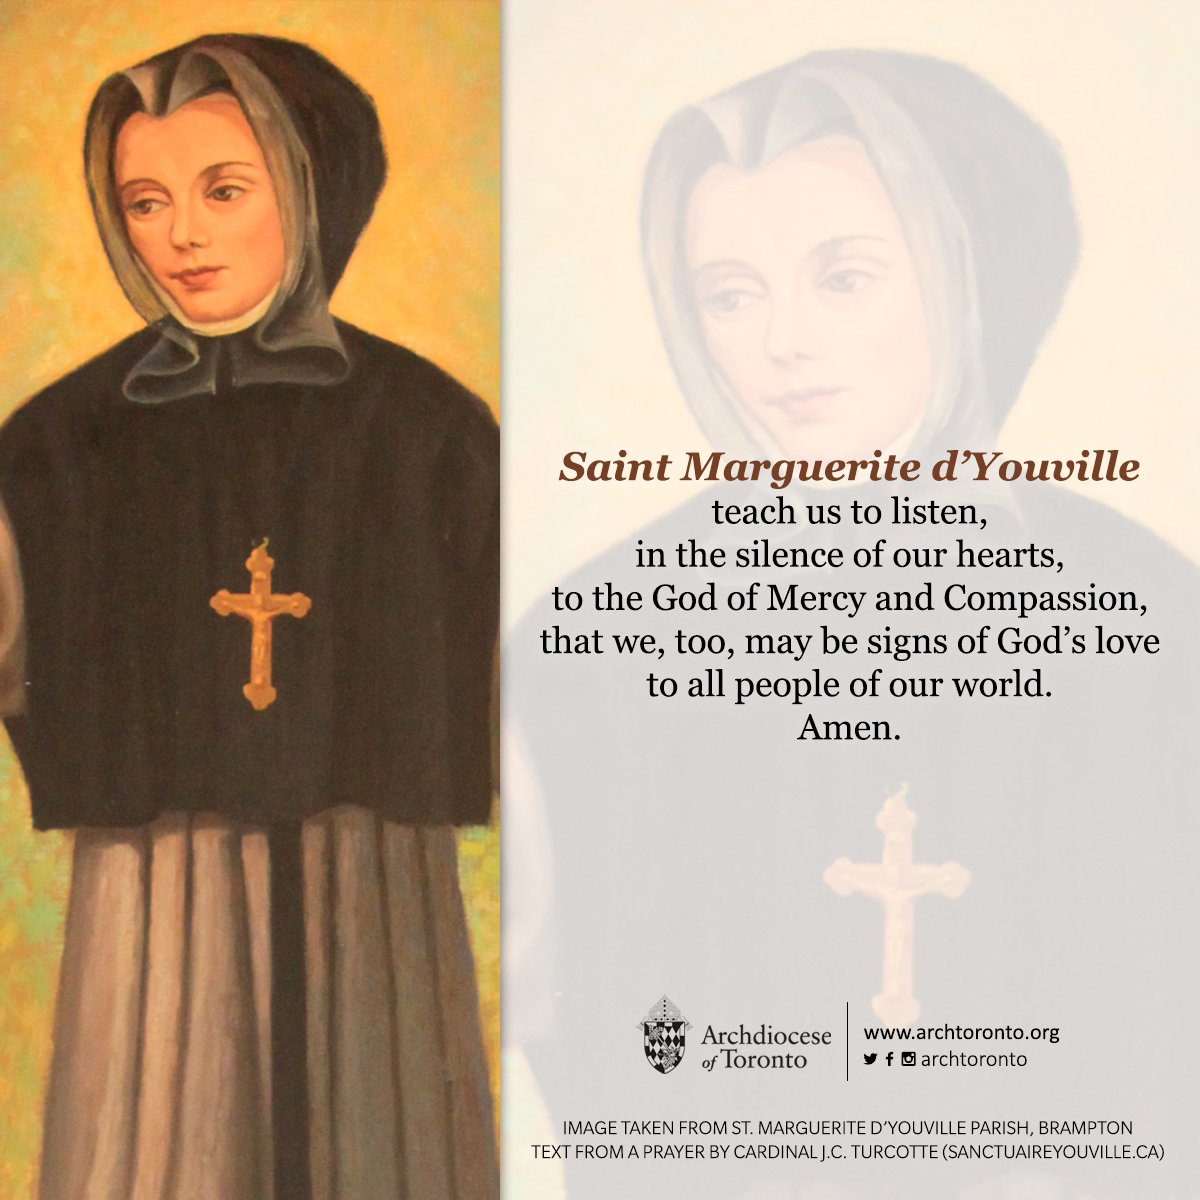 Saint Marguerite d’Youville
teach us to listen,
in the silence of our hearts,
to the God of Mercy and Compassion,
that we, too, may be signs of God’s love
to all people of our world.
Amen.
Archdiocese
of Toronto
www.archtoronto.org
archtoronto
IMAGE TAKEN FROM ST. MARGUERITE D’YOUVILLE PARISH, BRAMPTON
TEXT FROM A PRAYER BY CARDINAL J.C. TURCOTTE (SANCTUAIREYOUVILLE.CA)